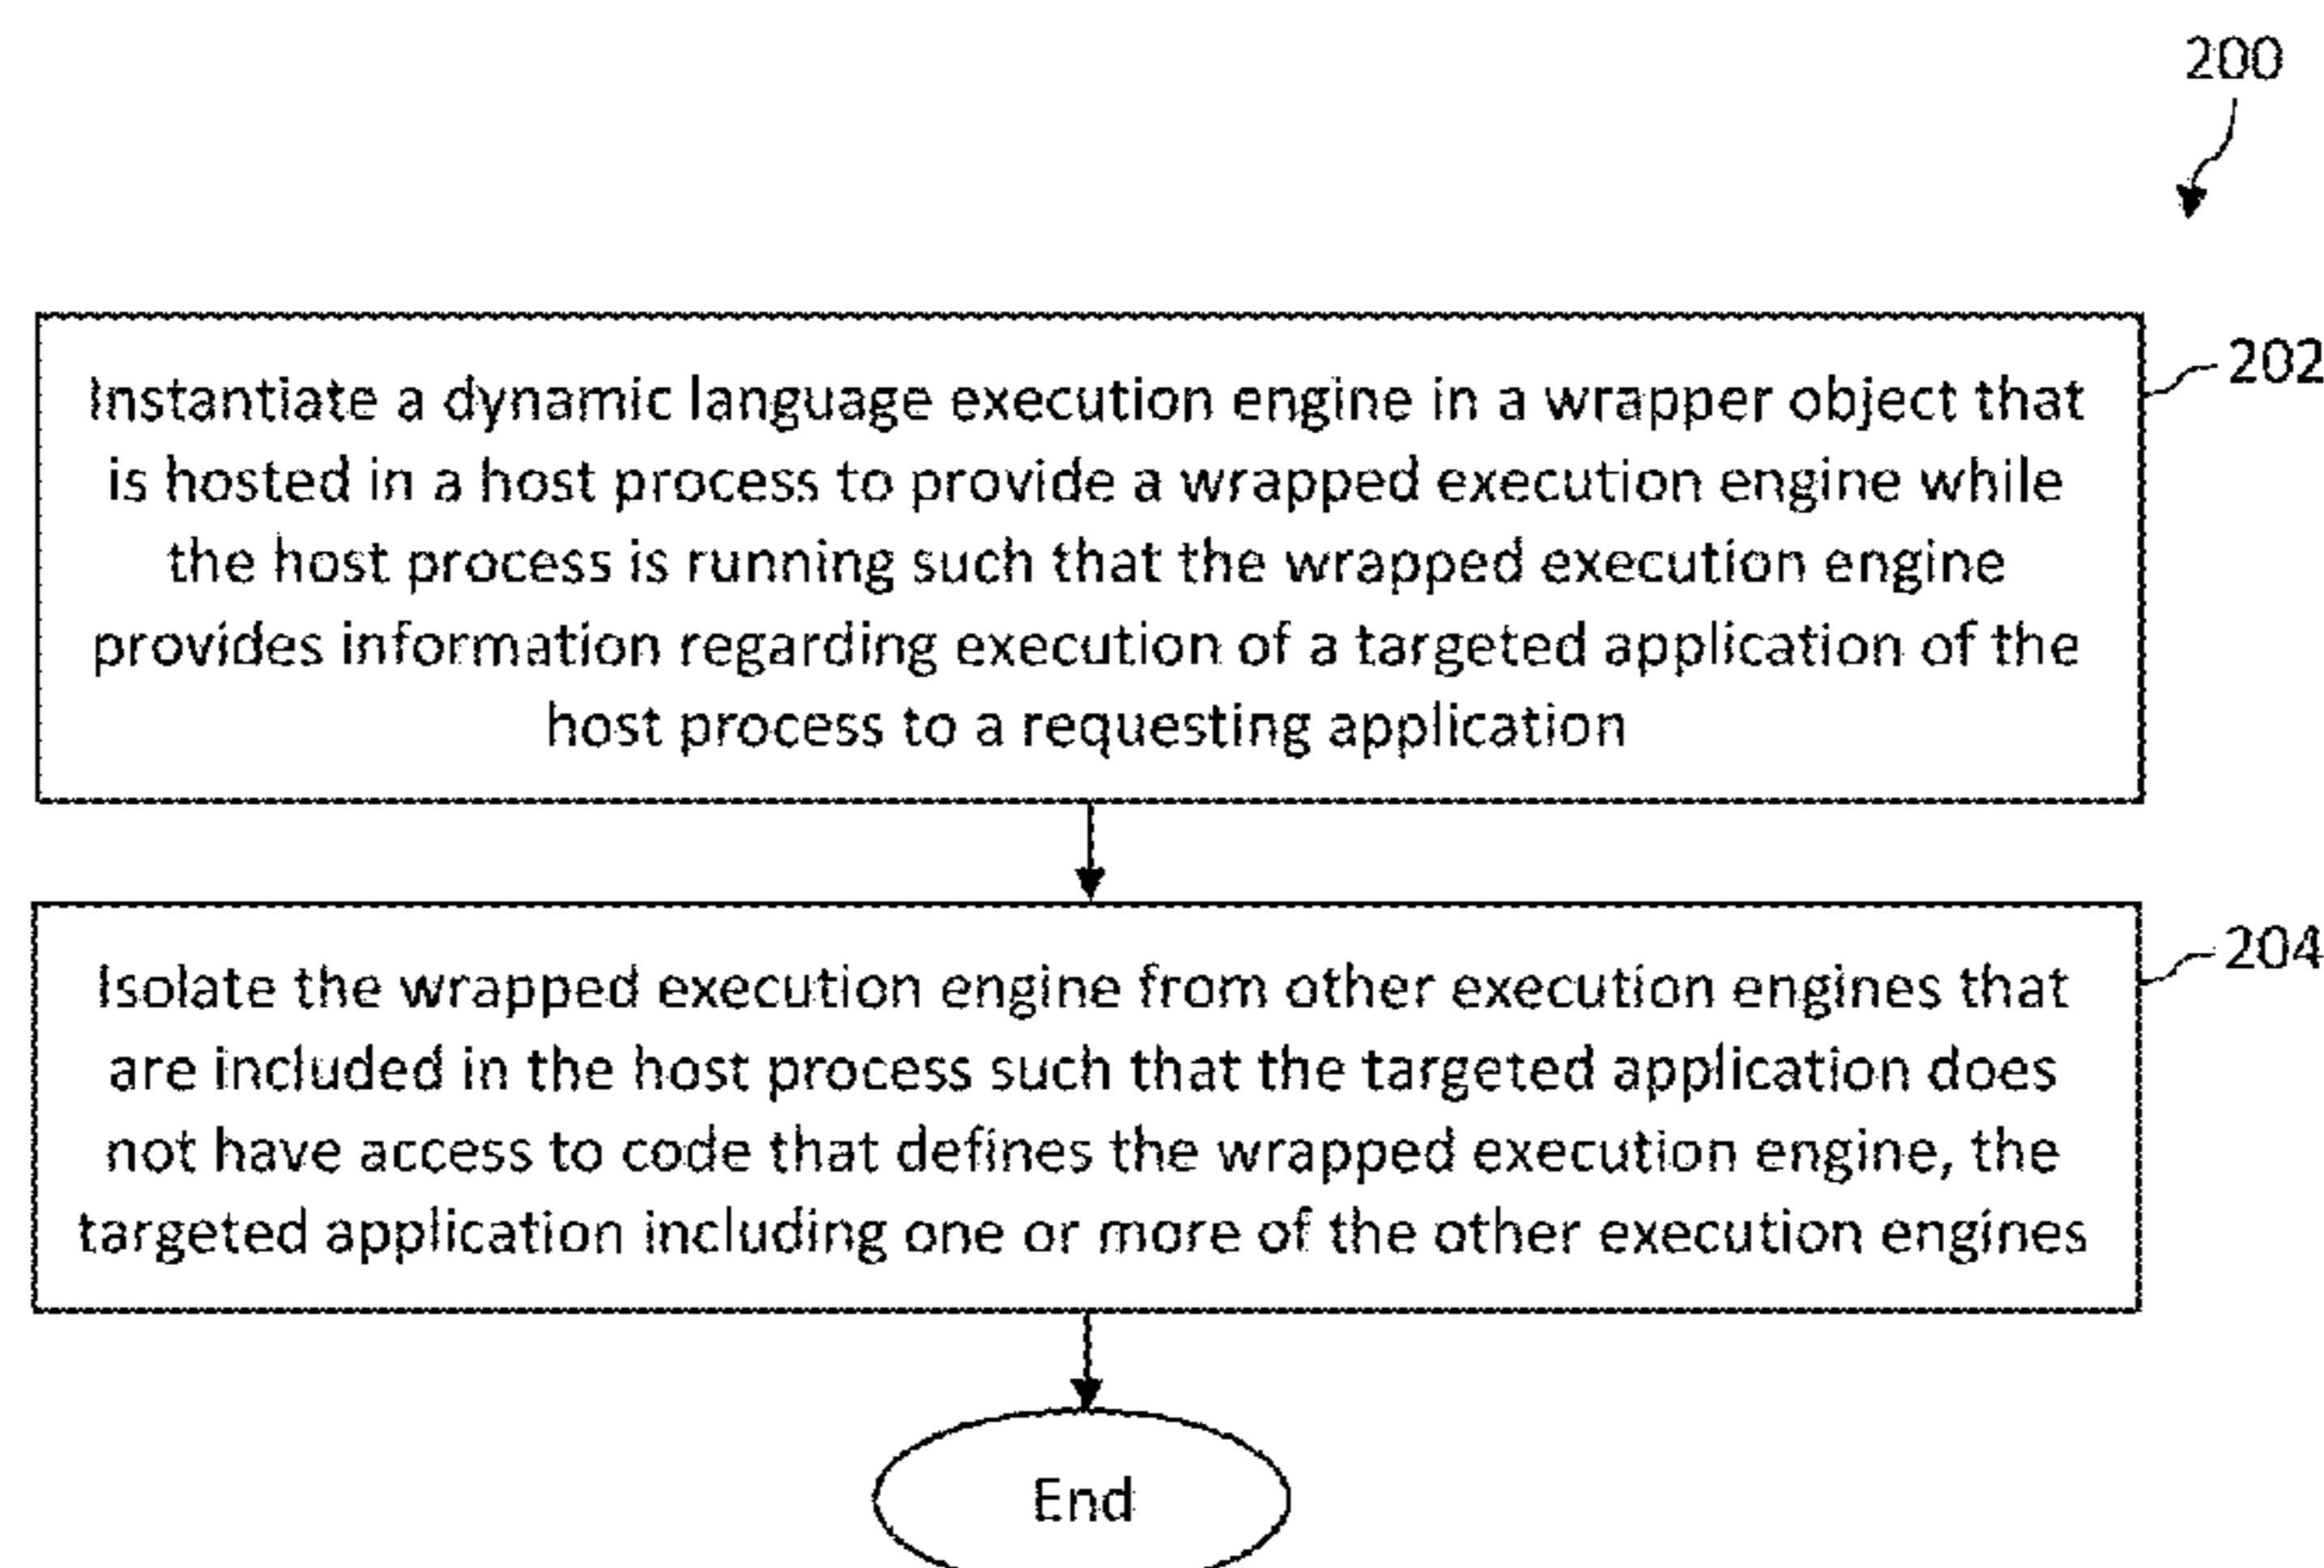 200
Instantiate a dynamic language execution engine in a wrapper object that
202
is hosted in a host process to provide a wrapped execution engine while
the host process is running such that the wrapped execution engine
provides information regarding execution of a targeted application of the
host process to a requesting application
Isolate the wrapped execution engine from other execution engines that
204
are included in the host process such that the targeted application does
not have access to code that defines the wrapped execution engine, the
targeted application including one or more of the other execution engines
End